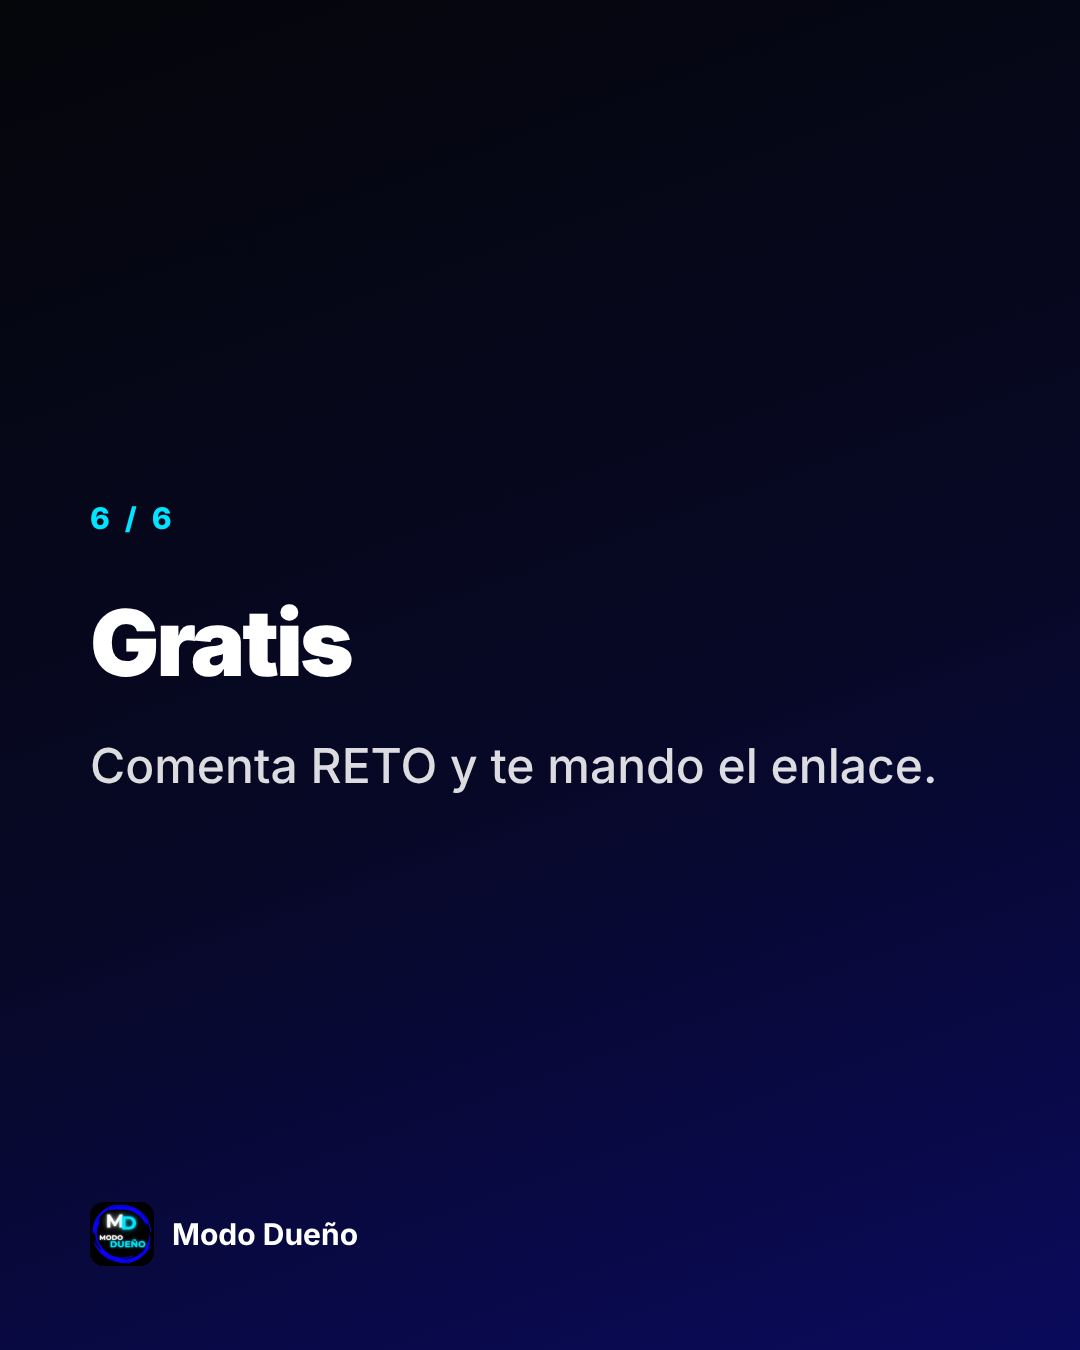 6 / 6
Gratis
Comenta RETO y te mando el enlace.
MD
MODO
DUEÑO
Modo Dueño